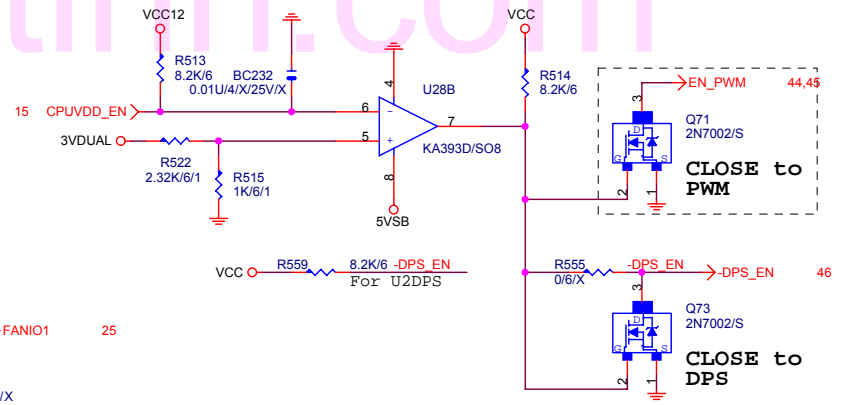 tinh.com
VCC12
VCC
R513
8.2K/6
BC232
0.01U/4/X/25V/X
4
U28B
R514
8.2K/6
EN_PWM 44,45
3
Q71
2N7002/S
15 CPUVDD_EN
6
-
7
3VDUAL
5
+
KA393D/SO8
D
G
S
CLOSE to
PWM
R522
2.32K/6/1
R515
1K/6/1
8
2
1
5VSB
VCC R559 8.2K/6 -DPS_EN
For U2DPS
R555
0/6/X
-DPS_EN
-DPS_EN 46
3
Q73
2N7002/S
D
G
S
FANIO1 25
CLOSE to
DPS
2
1
/X